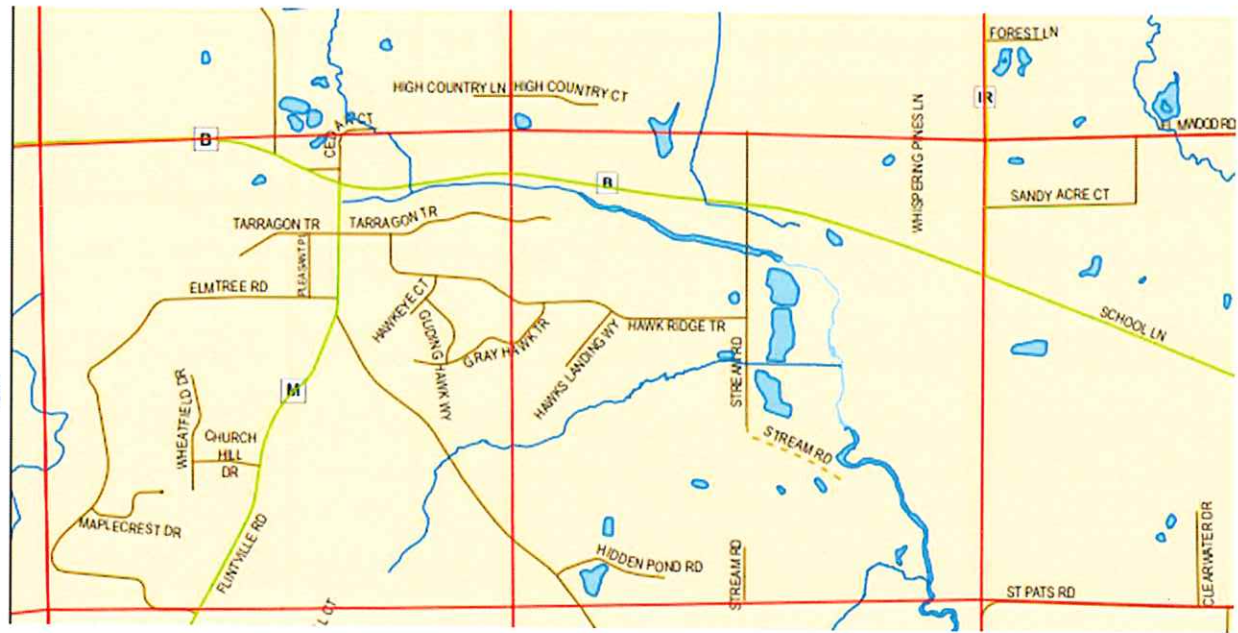 FOREST LN
HIGH COUNTRY LN
HIGH COUNTRY CT
IR
CEDAR CT
B
ELMWOOD RD
B
WHISPERING PINES LN
SANDY ACRE CT
TARRAGON TR
TARRAGON TR
PLEASANT PL
ELMTREE RD
HAWKEYE CT
GLIDING HAWK WY
GRAY HAWK TR
HAWKS LANDING WY
HAWK RIDGE TR
SCHOOL LN
STREAM RD
M
WHEATFIELD DR
CHURCH
HILL
DR
STREAM RD
MAPLECREST DR
FLINTVILLE RD
HIDDEN POND RD
STREAM RD
CLEARWATER DR
ST PATS RD
L CT